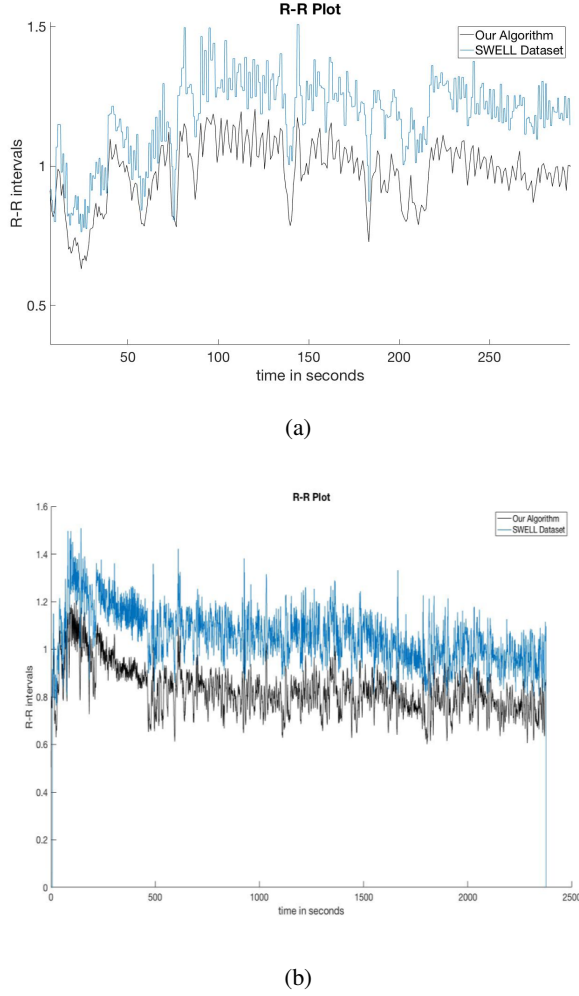 R-R Plot
Our Algorithm
SWELL Dataset
1.5
1
0.5
R-R intervals
50 100 150 200 250
time in seconds
(a)
R-R Plot
Our Algorithm
SWELL Dataset
1.6
1.4
1.2
1
0.8
0.6
0.4
0.2
0
R-R intervals
0 500 1000 1500 2000 2500
time in seconds
(b)